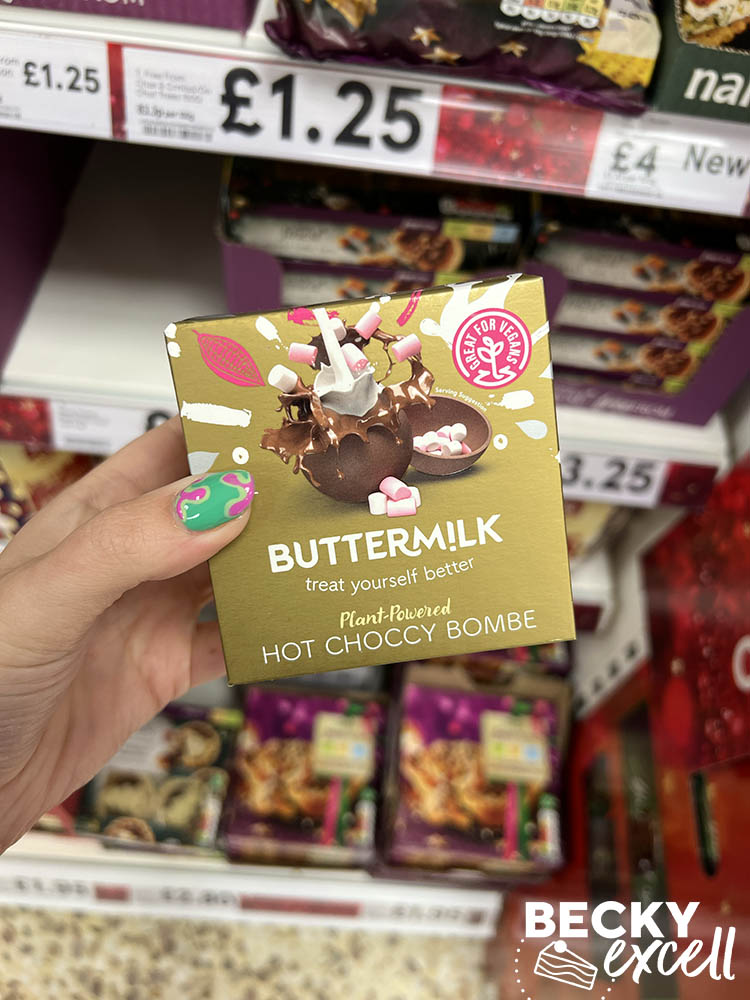 £1.25
£1.25
£4 New
GREAT FOR VEGANS
Serving Suggestion
3.25
BUTTERM!LK
treat yourself better
Plant-Powered
HOT CHOCCY BOMBE
BECKY
excell